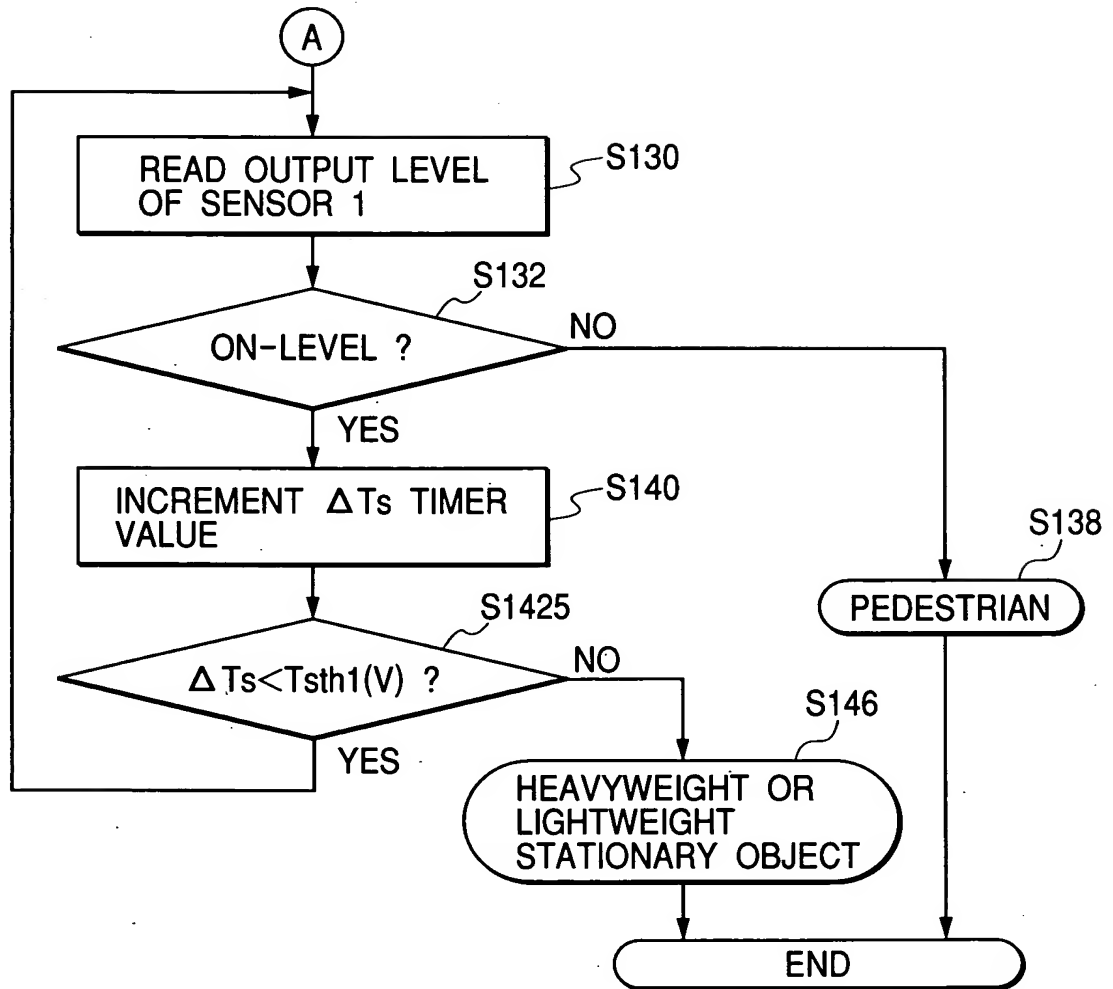 A
READ OUTPUT LEVEL
OF SENSOR 1
S130
S132
ON-LEVEL ?
NO
YES
INCREMENT ΔTs TIMER
VALUE
S140
S138
PEDESTRIAN
S1425
ΔTs<Tsth1(V) ?
NO
YES
S146
HEAVYWEIGHT OR
LIGHTWEIGHT
STATIONARY OBJECT
END